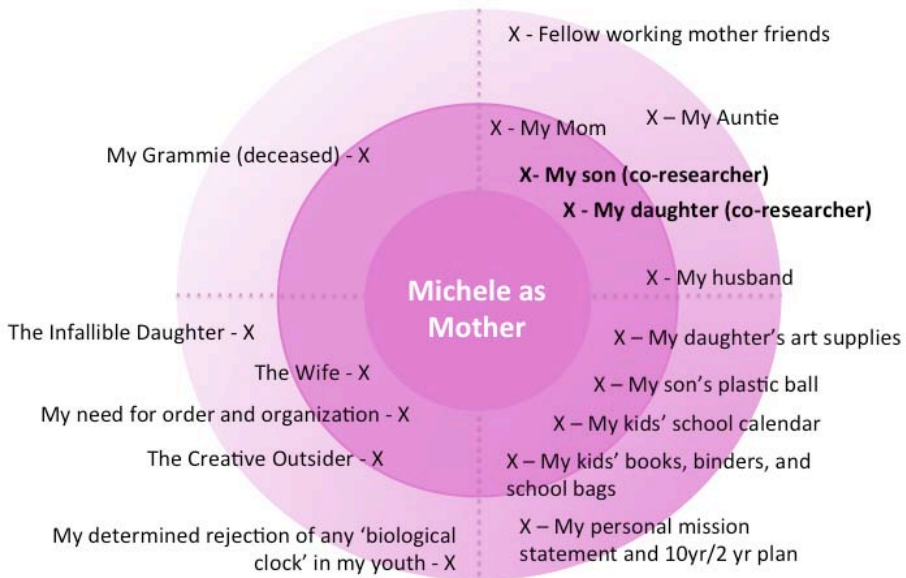 X - Fellow working mother friends
X – My Auntie
X - My Mom
My Grammie (deceased) - X
X- My son (co-researcher)
X - My daughter (co-researcher)
X - My husband
Michele as
Mother
The Infallible Daughter - X
X – My daughter’s art supplies
The Wife - X
X – My son’s plastic ball
My need for order and organization - X
X – My kids’ school calendar
The Creative Outsider - X
X – My kids’ books, binders, and
school bags
My determined rejection of any ‘biological
clock’ in my youth - X
X – My personal mission
statement and 10yr/2 yr plan